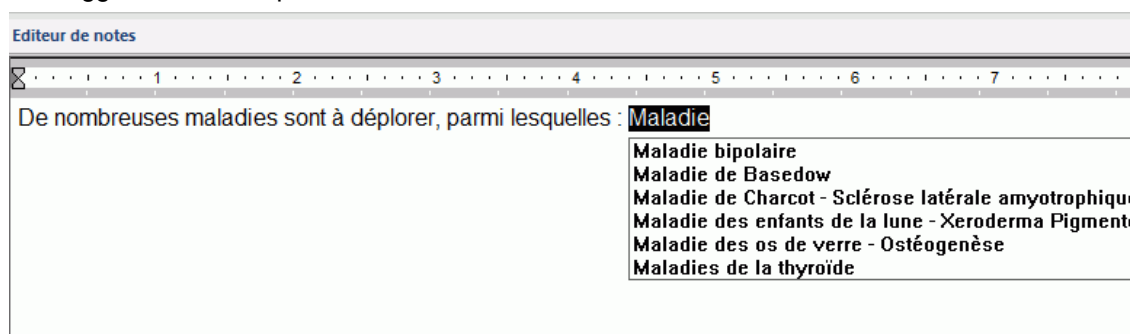 Editeur de notes
1 2 3 4 5 6 7
De nombreuses maladies sont à déplorer, parmi lesquelles : Maladie
Maladie bipolaire
Maladie de Basedow
Maladie de Charcot - Sclérose latérale amyotrophique
Maladie des enfants de la lune - Xeroderma
Maladie des os de verre - Ostéogenèse
Maladies de la thyroïde